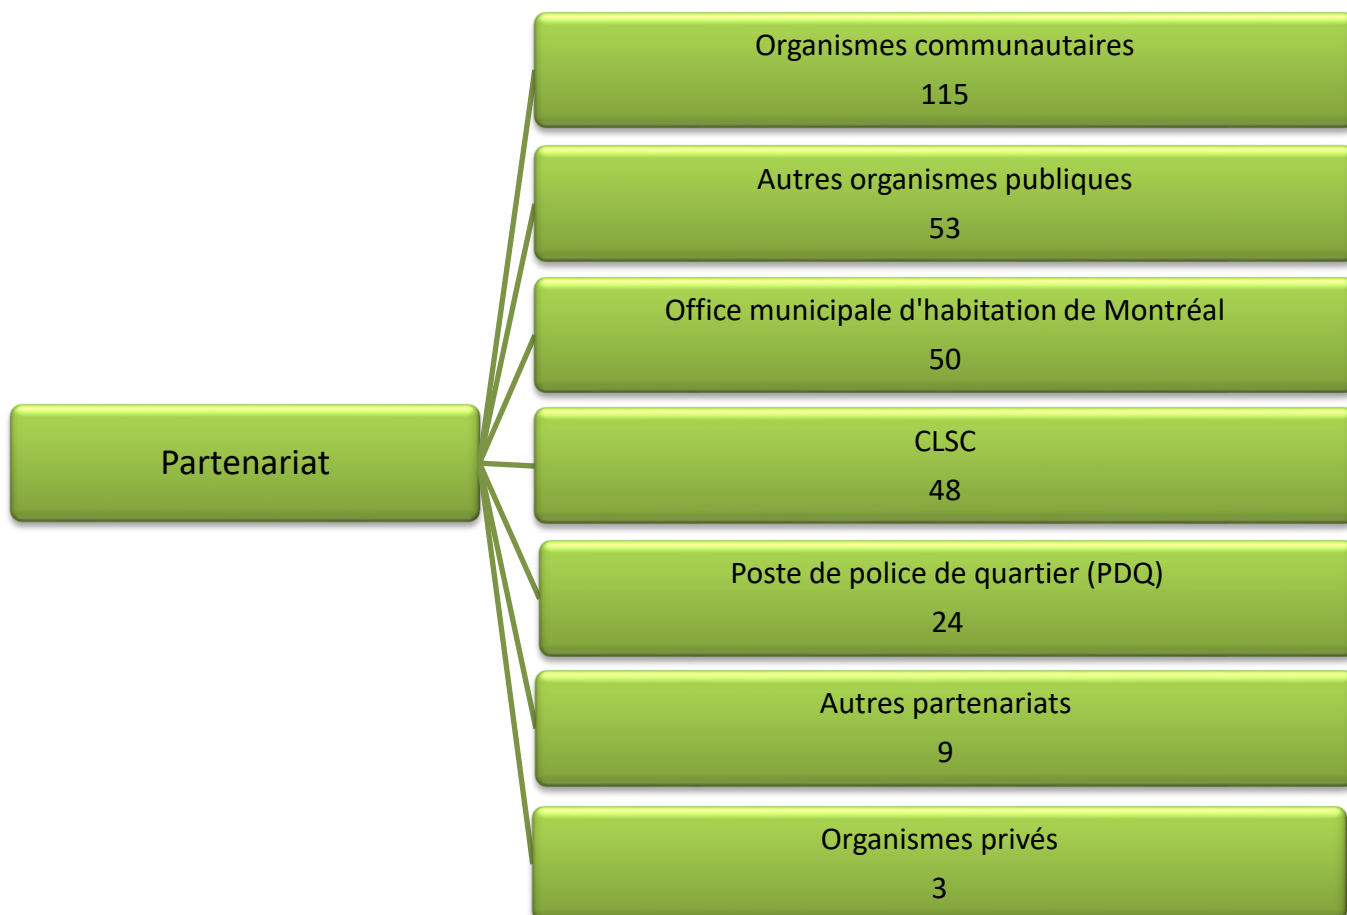 Organismes communautaires
115
Autres organismes publiques
53
Office municipale d'habitation de Montréal
50
Partenariat
CLSC
48
Poste de police de quartier (PDQ)
24
Autres partenariats
9
Organismes privés
3